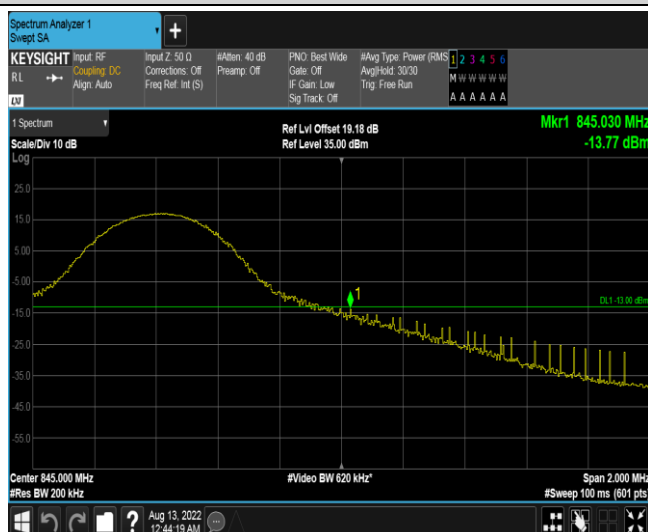 Spectrum Analyzer 1
Swept SA
+
KEYSIGHT
RL
LXI
Input: RF
Coupling: DC
Align: Auto
Input Z: 50 Ω
Corrections: Off
Freq Ref: Int (S)
#Atten: 40 dB
Preamp: Off
PNO: Best Wide
Gate: Off
IF Gain: Low
Sig Track: Off
#Avg Type: Power (RMS
Avg|Hold: 30/30
Trig: Free Run
1 2 3 4 5 6
M W W W W W
A A A A A A
1 Spectrum
Scale/Div 10 dB
Ref Lvl Offset 19.18 dB
Ref Level 35.00 dBm
Mkr1 845.030 MHz
-13.77 dBm
Log
25.0
15.0
5.00
-5.00
-15.0
-25.0
-35.0
-45.0
-55.0
1
DL1 -13.00 dBm
Center 845.000 MHz
#Res BW 200 kHz
#Video BW 620 kHz*
Span 2.000 MHz
#Sweep 100 ms (601 pts)
?
Aug 13, 2022
12:44:19 AM